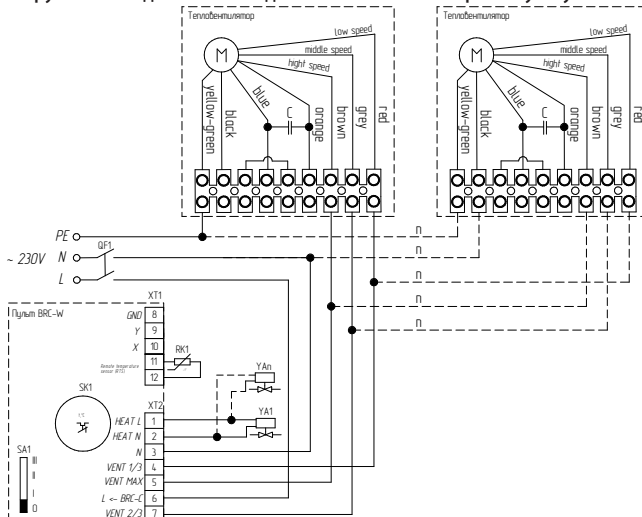 Тепловентилятор
M
low speed
middle speed
hight speed
yellow-green
black
blue
C
orange
brown
grey
red
Тепловентилятор
M
low speed
middle speed
hight speed
yellow-green
black
blue
C
orange
brown
grey
red
PE
n
~ 230V
N
QF1
n
L
n
n
Пульт BRC-W
XT1
GND 8
Y 9
X 10
11
12
RK1
Remote temperature
YAn
SK1
t,°C
XT2
HEAT L 1
HEAT N 2
N 3
VENT 1/3 4
VENT MAX 5
L <- BRC-C 6
VENT 2/3 7
YA1
SA1
III
II
I
0